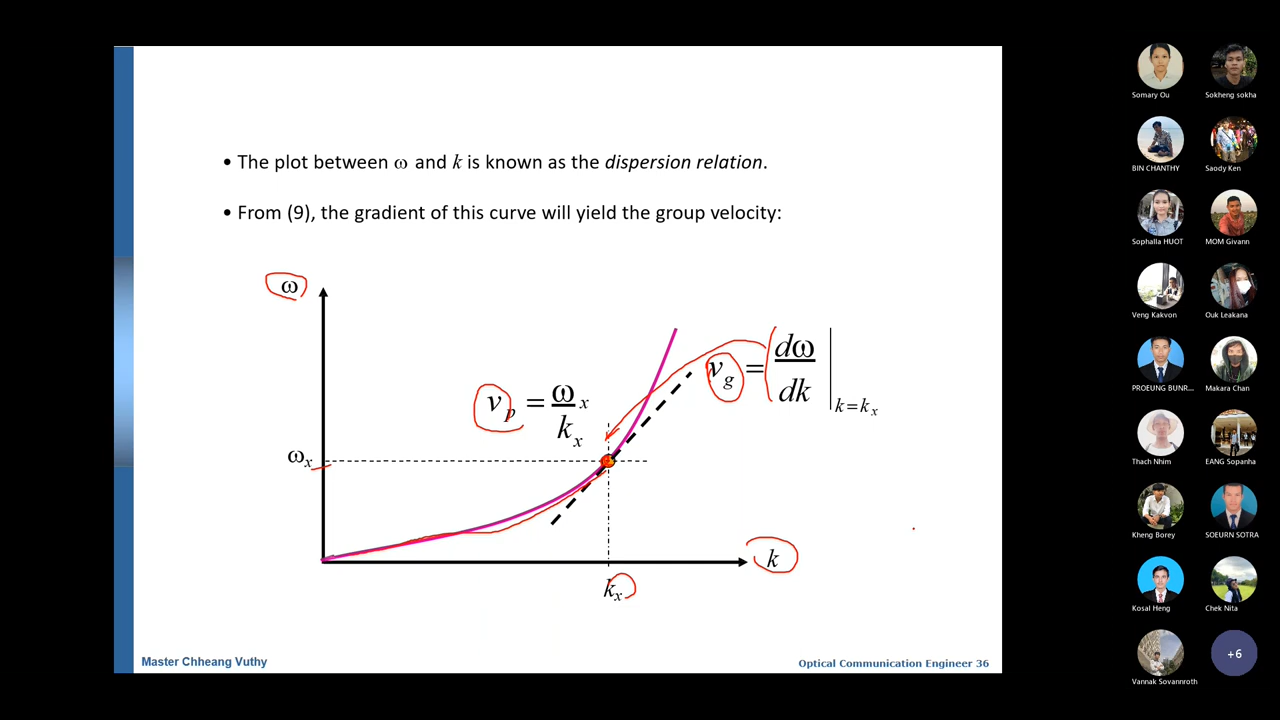 • The plot between ω and k is known as the dispersion relation.
• From (9), the gradient of this curve will yield the group velocity:
ω
v_p = ω_x / k_x
v_g = dω / dk |_{k=k_x}
ω_x
k
k_x
Master Chheang Vuthy
Optical Communication Engineer 36
Somary Ou
Sokheng sokha
BIN CHANTHY
Saody Ken
Sophalla HUOT
MOM Givann
Veng Kakvon
Ouk Leakana
PROEUNG BUNR...
Makara Chan
Thach Nhim
EANG Sopanha
Kheng Borey
SOEURN SOTRA
Kosal Heng
Chek Nita
Vannak Sovannroth
+6